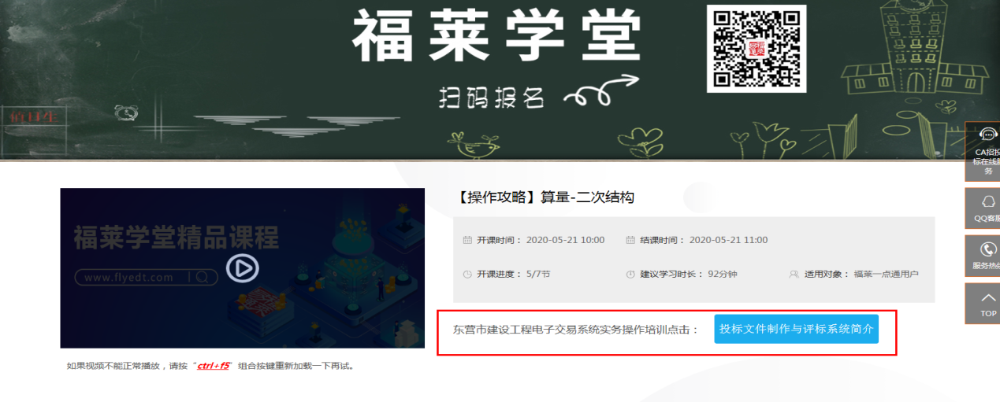 福莱学堂
扫码报名
值日生
CA招投
标在线服
务
【操作攻略】算量-二次结构
福莱学堂精品课程
www.flyedt.com
开课时间： 2020-05-21 10:00 结课时间： 2020-05-21 11:00
QQ客服
开课进度： 5/7节 建议学习时长： 92分钟 适用对象： 福莱一点通用户
服务热线
TOP
东营市建设工程电子交易系统实务操作培训点击： 投标文件制作与评标系统简介
如果视频不能正常播放，请按“ctrl+f5”组合按键重新加载一下再试。